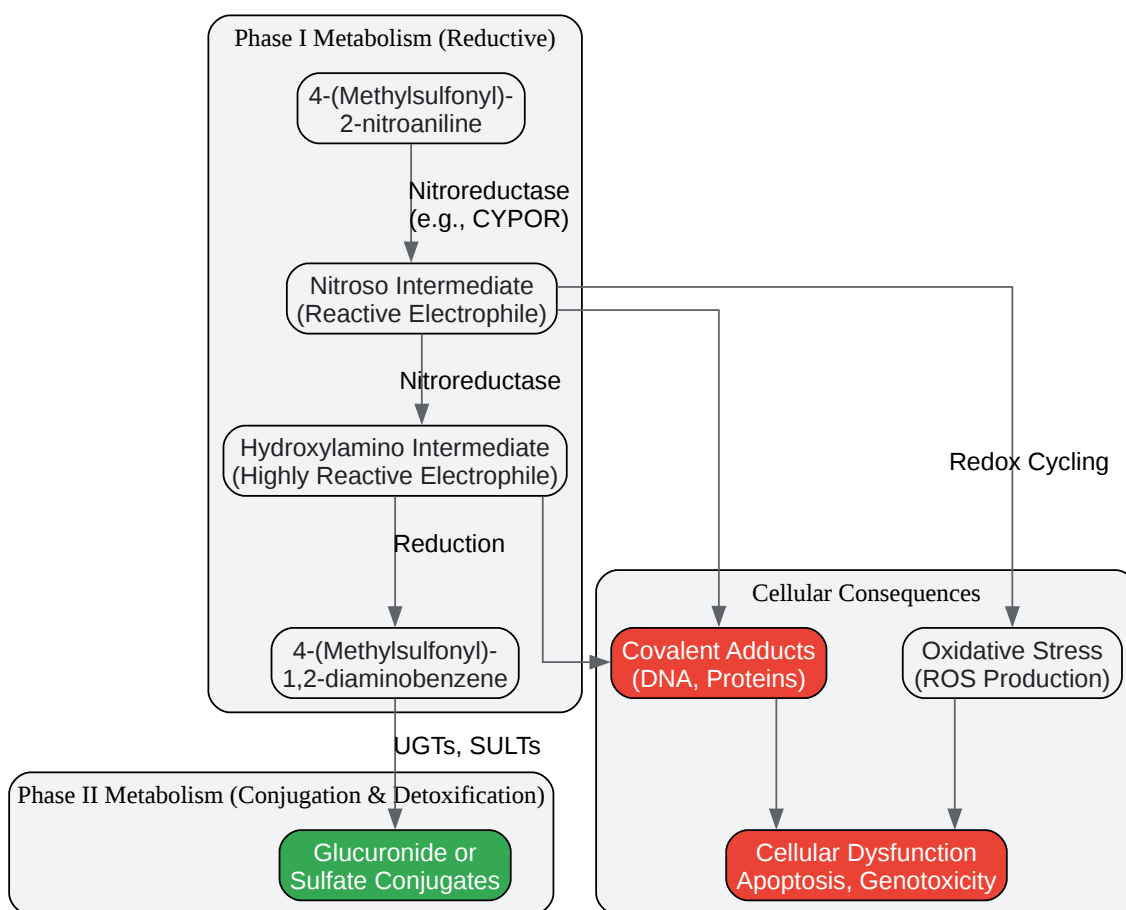 Phase I Metabolism (Reductive)
4-(Methylsulfonyl)-
2-nitroaniline
Nitroreductase
(e.g., CYPOR)
Nitroso Intermediate
(Reactive Electrophile)
Nitroreductase
Hydroxylamino Intermediate
(Highly Reactive Electrophile)
Redox Cycling
Reduction
Cellular Consequences
4-(Methylsulfonyl)-
1,2-diaminobenzene
Covalent Adducts
(DNA, Proteins)
Oxidative Stress
(ROS Production)
UGTs, SULTs
Phase II Metabolism (Conjugation & Detoxification)
Glucuronide or
Sulfate Conjugates
Cellular Dysfunction
Apoptosis, Genotoxicity